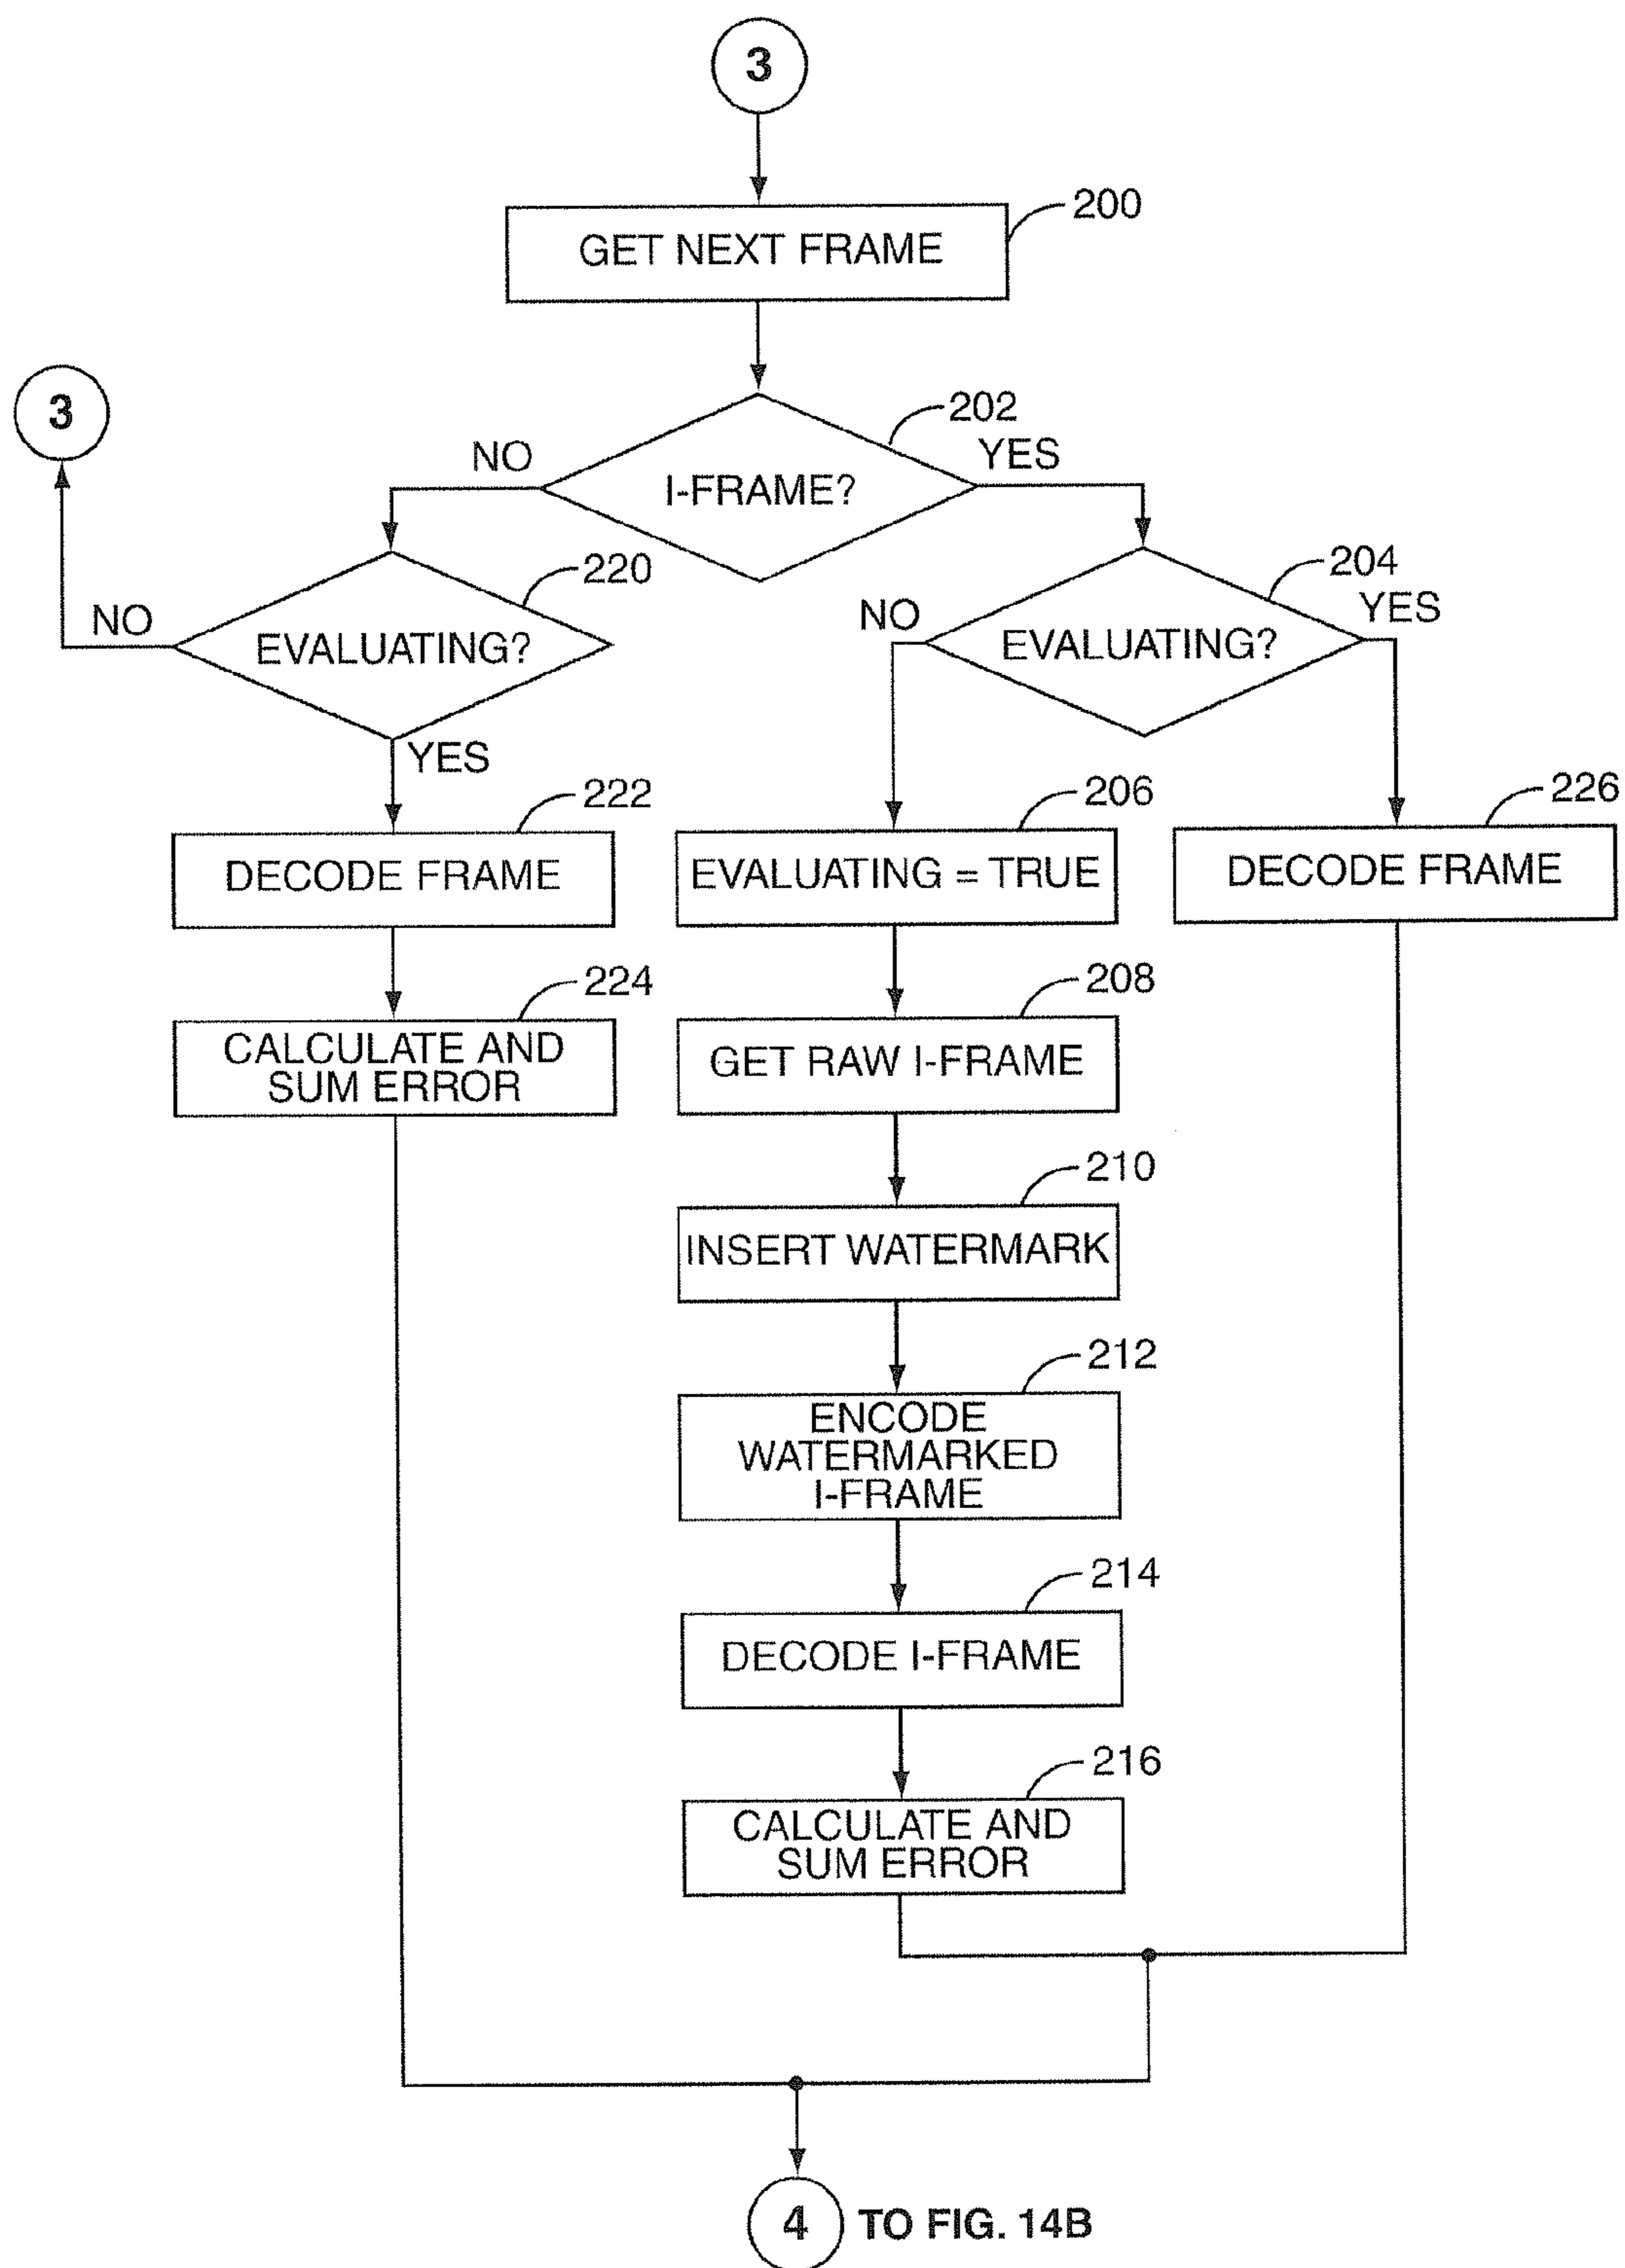 3
200
GET NEXT FRAME
3
202
NO
YES
I-FRAME?
220
204
NO
EVALUATING?
NO
YES
EVALUATING?
YES
222
206
226
DECODE FRAME
EVALUATING = TRUE
DECODE FRAME
224
208
CALCULATE AND
SUM ERROR
GET RAW I-FRAME
210
INSERT WATERMARK
212
ENCODE
WATERMARKED
I-FRAME
214
DECODE I-FRAME
216
CALCULATE AND
SUM ERROR
4
TO FIG. 14B